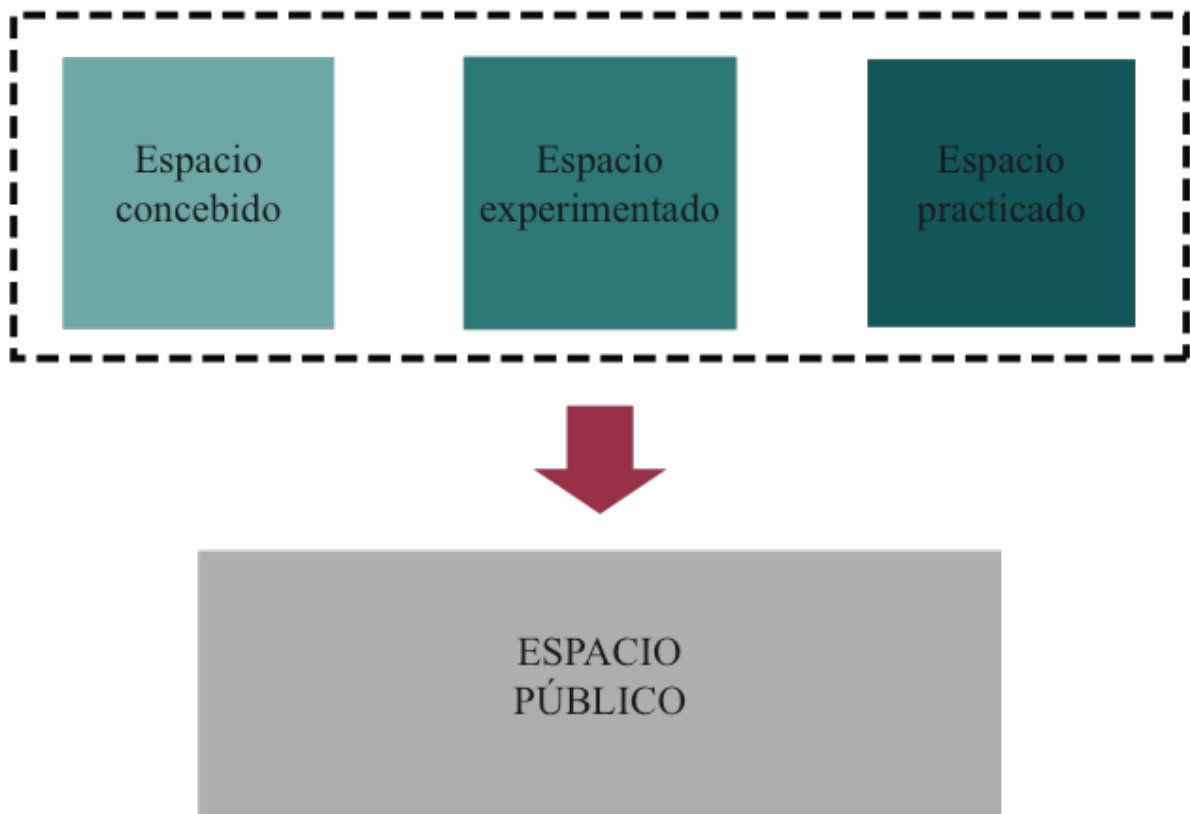 Espacio
concebido
Espacio
experimentado
Espacio
practicado
ESPACIO
PÚBLICO